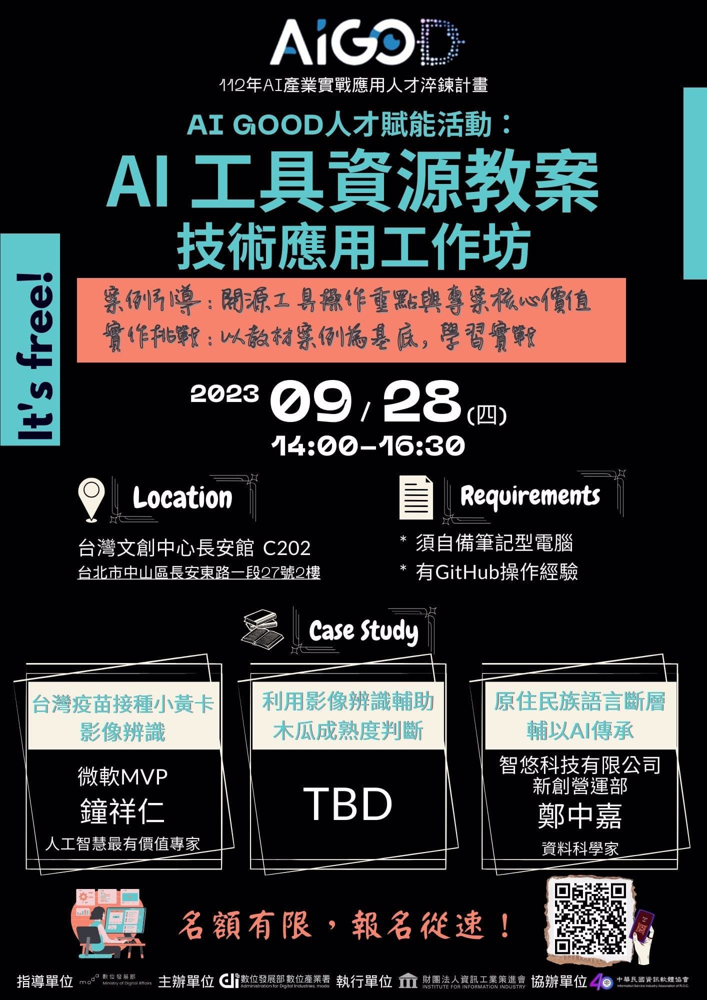 AiGOD
112年AI產業實戰應用人才淬鍊計畫
AI GOOD人才賦能活動：
AI 工具資源教案
技術應用工作坊
It's free!
案例引導：開源工具操作重點與專案核心價值
實作挑戰：以教材案例為基底，學習實戰
2023 09 / 28 (四)
14:00-16:30
Location
台灣文創中心長安館 C202
台北市中山區長安東路一段27號2樓
Requirements
* 須自備筆記型電腦
* 有GitHub操作經驗
Case Study
台灣疫苗接種小黃卡
影像辨識
微軟MVP
鐘祥仁
人工智慧最有價值專家
利用影像辨識輔助
木瓜成熟度判斷
TBD
原住民族語言斷層
輔以AI傳承
智悠科技有限公司
新創營運部
鄭中嘉
資料科學家
名額有限，報名從速！
指導單位 moda 數位發展部 Ministry of Digital Affairs
主辦單位 數位發展部數位產業署 Administration for Digital Industries, moda
執行單位 財團法人資訊工業策進會 INSTITUTE FOR INFORMATION INDUSTRY
協辦單位 40 中華民國資訊軟體協會 Information Service Industry Association of R.O.C.